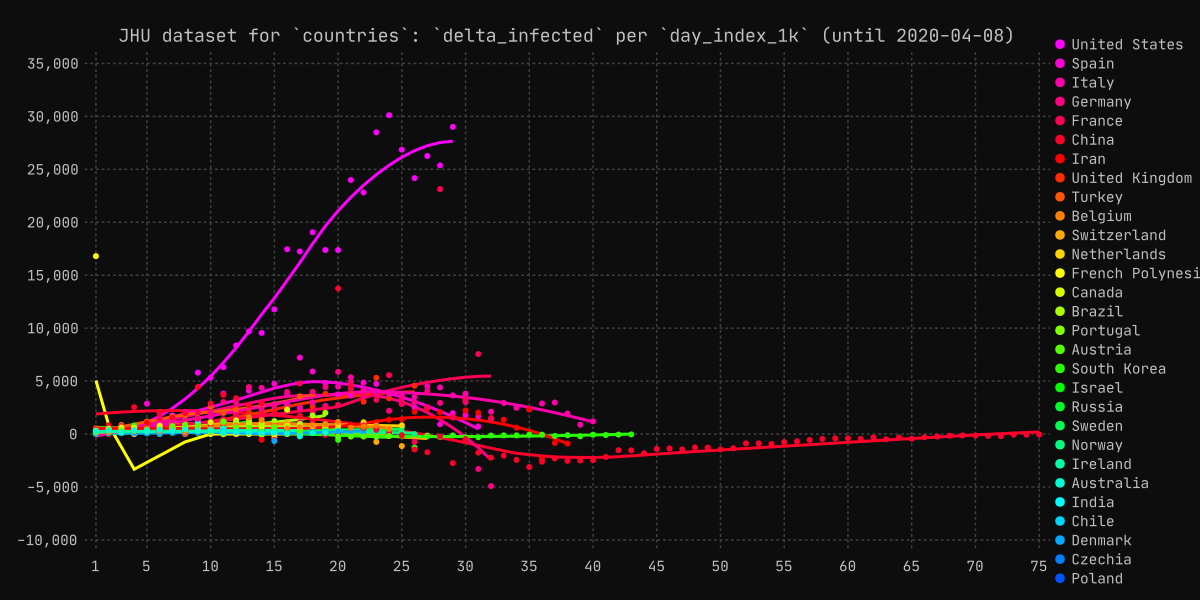 JHU dataset for `countries`: `delta_infected` per `day_index_1k` (until 2020-04-08)
35,000
30,000
25,000
20,000
15,000
10,000
5,000
0
-5,000
-10,000
1 5 10 15 20 25 30 35 40 45 50 55 60 65 70 75
United States
Spain
Italy
Germany
France
China
Iran
United Kingdom
Turkey
Belgium
Switzerland
Netherlands
French Polynesi
Canada
Brazil
Portugal
Austria
South Korea
Israel
Russia
Sweden
Norway
Ireland
Australia
India
Chile
Denmark
Czechia
Poland